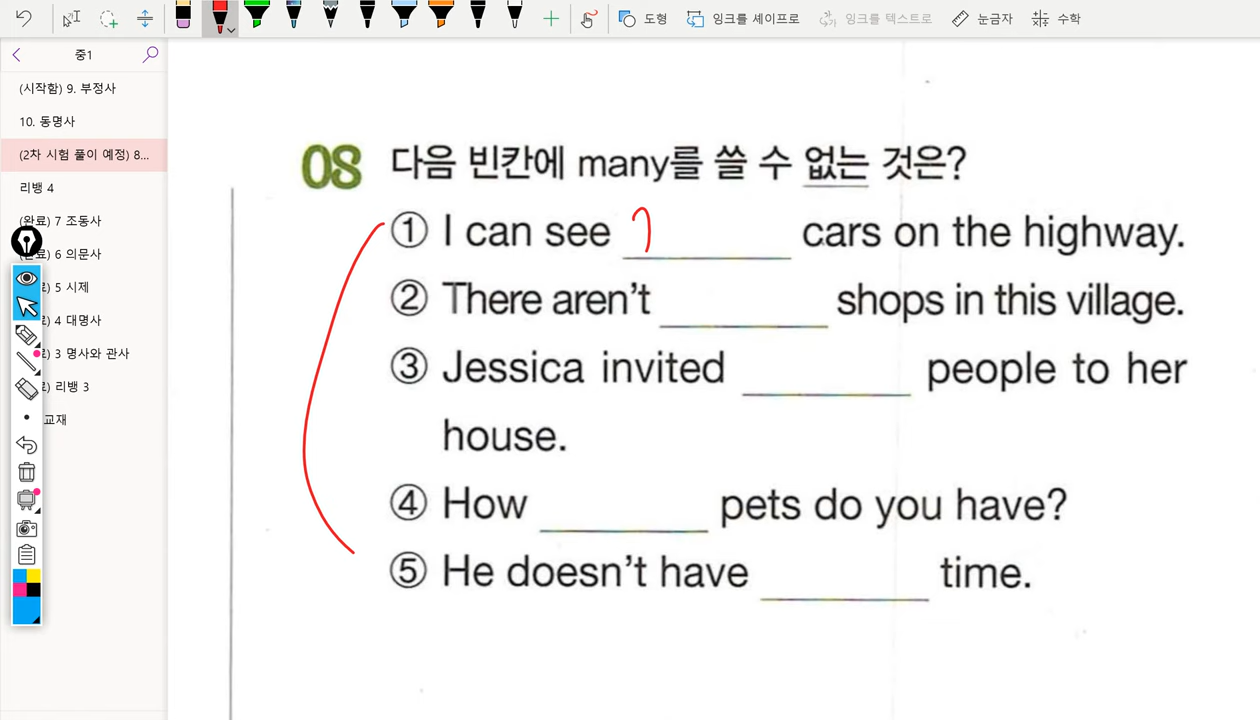 도형
잉크를 셰이프로
잉크를 텍스트로
눈금자
수학
중1
(시작함) 9. 부정사
10. 동명사
(2차 시험 풀이 예정) 8...
리뱅 4
(완료) 7 조동사
6 의문사
5 시제
4 대명사
3 명사와 관사
리뱅 3
교재
08 다음 빈칸에 many를 쓸 수 없는 것은?
① I can see ________ cars on the highway.
② There aren't ________ shops in this village.
③ Jessica invited ________ people to her
house.
④ How ________ pets do you have?
⑤ He doesn't have ________ time.